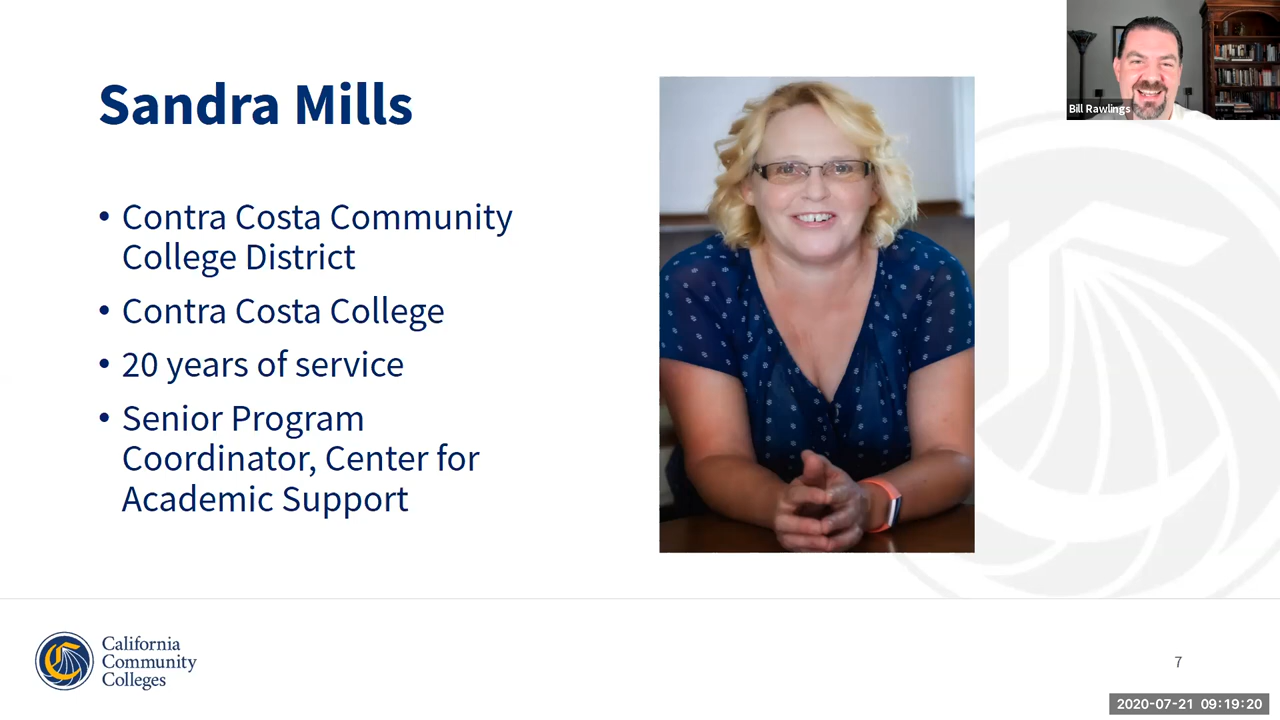 Sandra Mills
• Contra Costa Community
College District
• Contra Costa College
• 20 years of service
• Senior Program
Coordinator, Center for
Academic Support
Bill Rawlings
California
Community
Colleges
7
2020-07-21 09:19:20